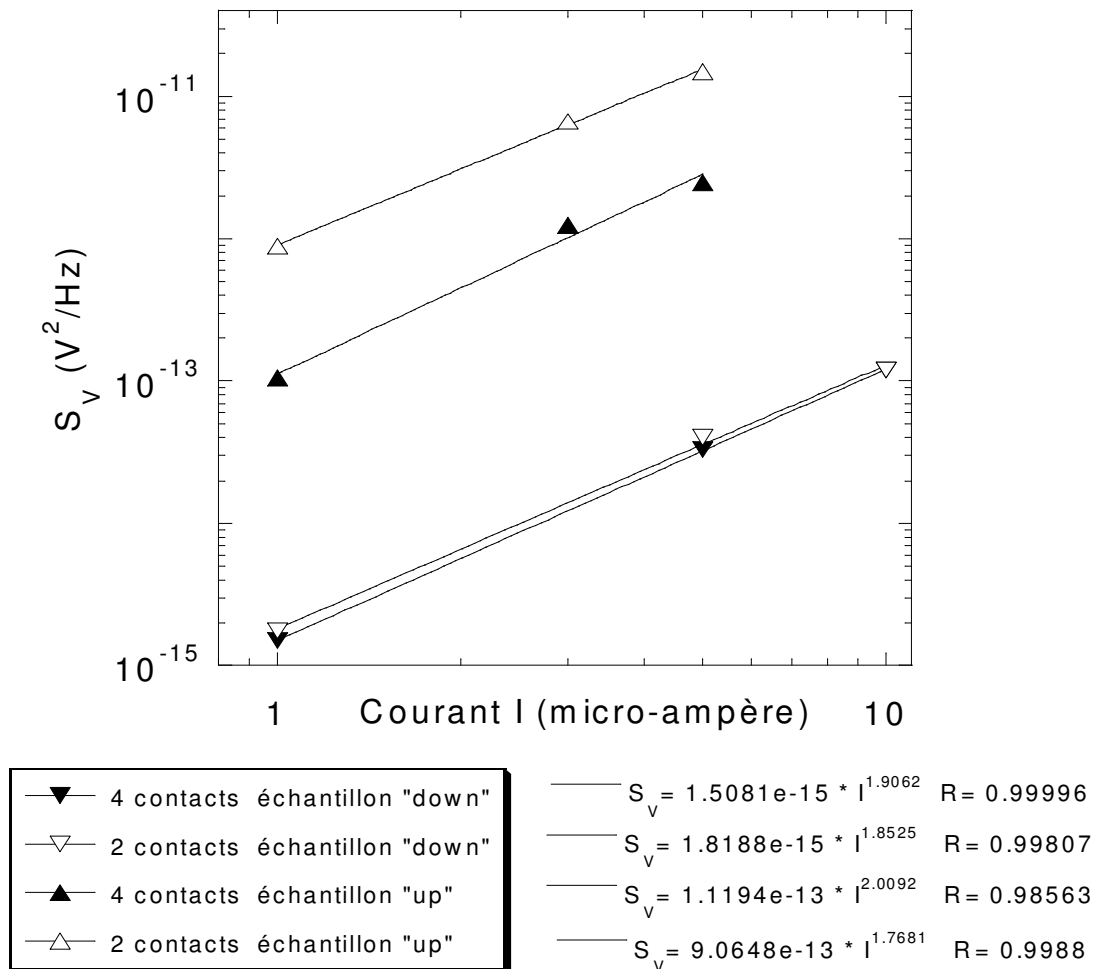 10-11
10-13
10-15
S_V (V²/Hz)
1 Courant I (micro-ampère) 10
4 contacts échantillon "down"
2 contacts échantillon "down"
4 contacts échantillon "up"
2 contacts échantillon "up"
S_V= 1.5081e-15 * I^1.9062 R= 0.99996
S_V= 1.8188e-15 * I^1.8525 R= 0.99807
S_V= 1.1194e-13 * I^2.0092 R= 0.98563
S_V= 9.0648e-13 * I^1.7681 R= 0.9988